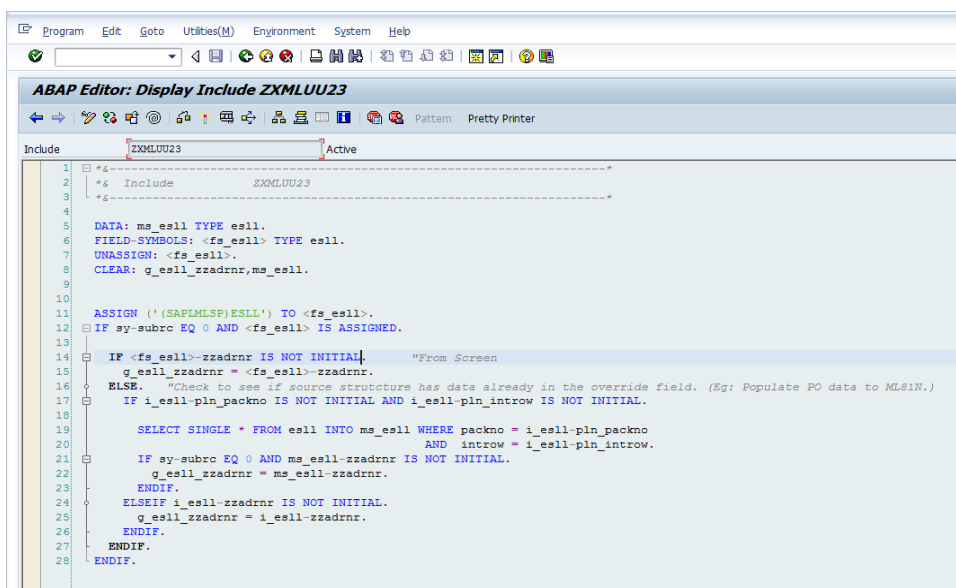 Program Edit Goto Utilities(M) Environment System Help
ABAP Editor: Display Include ZXMLUU23
Pattern Pretty Printer
Include ZXMLUU23 Active
1 *&---------------------------------------------------------------------*
2 *& Include ZXMLUU23
3 *&---------------------------------------------------------------------*
4
5 DATA: ms_esll TYPE esll.
6 FIELD-SYMBOLS: <fs_esll> TYPE esll.
7 UNASSIGN: <fs_esll>.
8 CLEAR: g_esll_zzadrnr,ms_esll.
9
10
11 ASSIGN ('(SAPLMLSP)ESLL') TO <fs_esll>.
12 IF sy-subrc EQ 0 AND <fs_esll> IS ASSIGNED.
13
14 IF <fs_esll>-zzadrnr IS NOT INITIAL. "From Screen
15 g_esll_zzadrnr = <fs_esll>-zzadrnr.
16 ELSE. "Check to see if source strutcture has data already in the override field. (Eg: Populate PO data to ML81N.)
17 IF i_esll-pln_packno IS NOT INITIAL AND i_esll-pln_introw IS NOT INITIAL.
18
19 SELECT SINGLE * FROM esll INTO ms_esll WHERE packno = i_esll-pln_packno
20 AND introw = i_esll-pln_introw.
21 IF sy-subrc EQ 0 AND ms_esll-zzadrnr IS NOT INITIAL.
22 g_esll_zzadrnr = ms_esll-zzadrnr.
23 ENDIF.
24 ELSEIF i_esll-zzadrnr IS NOT INITIAL.
25 g_esll_zzadrnr = i_esll-zzadrnr.
26 ENDIF.
27 ENDIF.
28 ENDIF.